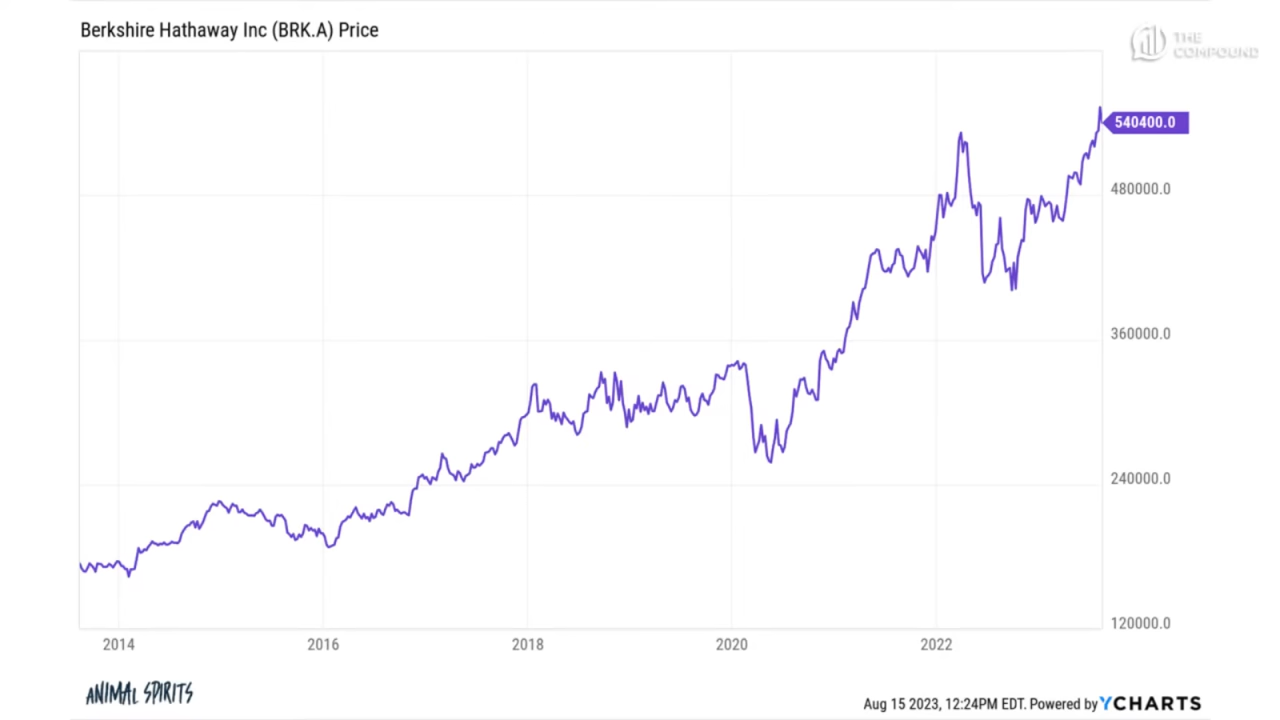 Berkshire Hathaway Inc (BRK.A) Price
THE
COMPOUND
540400.0
480000.0
360000.0
240000.0
120000.0
2014 2016 2018 2020 2022
ANIMAL SPIRITS
Aug 15 2023, 12:24PM EDT. Powered by YCHARTS